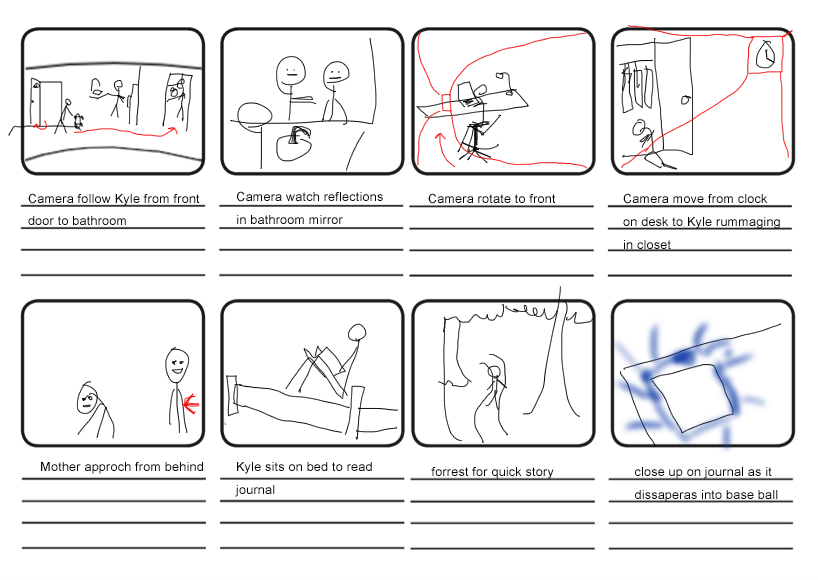 Camera follow Kyle from front
door to bathroom
Camera watch reflections
in bathroom mirror
Camera rotate to front
Camera move from clock
on desk to Kyle rummaging
in closet
Mother approch from behind
Kyle sits on bed to read
journal
forrest for quick story
close up on journal as it
dissaperas into base ball